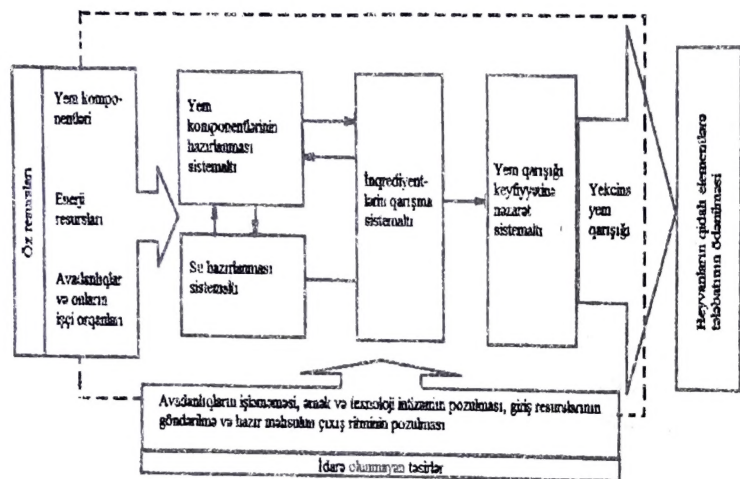 Öz resursları
Yem kompo-
nentləri
Enerji
resursları
Avadanlıqlar
və onların
işçi orqanları
Yem
komponentlərinin
hazırlanması
sistemaltı
Su hazırlanması
sistemaltı
İnqrediyent-
lərin qarışma
sistemaltı
Yem qarışığı
keyfiyyətinə
nəzarət
sistemaltı
Yekcins
yem
qarışığı
Heyvanların qidalı elementlərə
tələbatının ödənilməsi
Avadanlıqların işləməməsi, əmək və texnoloji intizamın pozulması, giriş resurslarının
göndərilmə və hazır məhsulun çıxış ritminin pozulması
İdarə olunmayan təsirlər